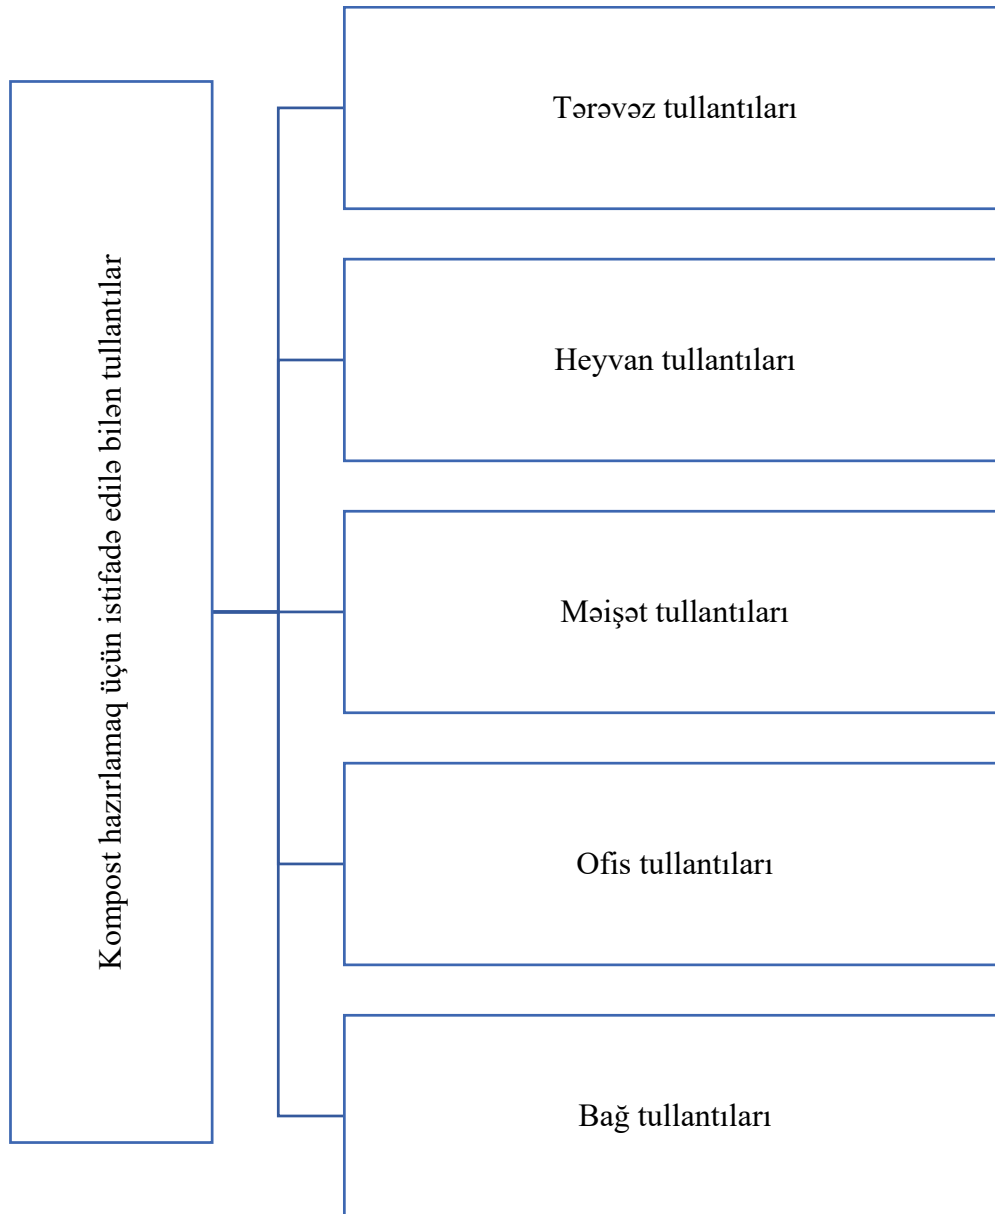 Kompost hazırlamaq üçün istifadə edilə bilən tullantılar
Tərəvəz tullantıları
Heyvan tullantıları
Məişət tullantıları
Ofis tullantıları
Bağ tullantıları